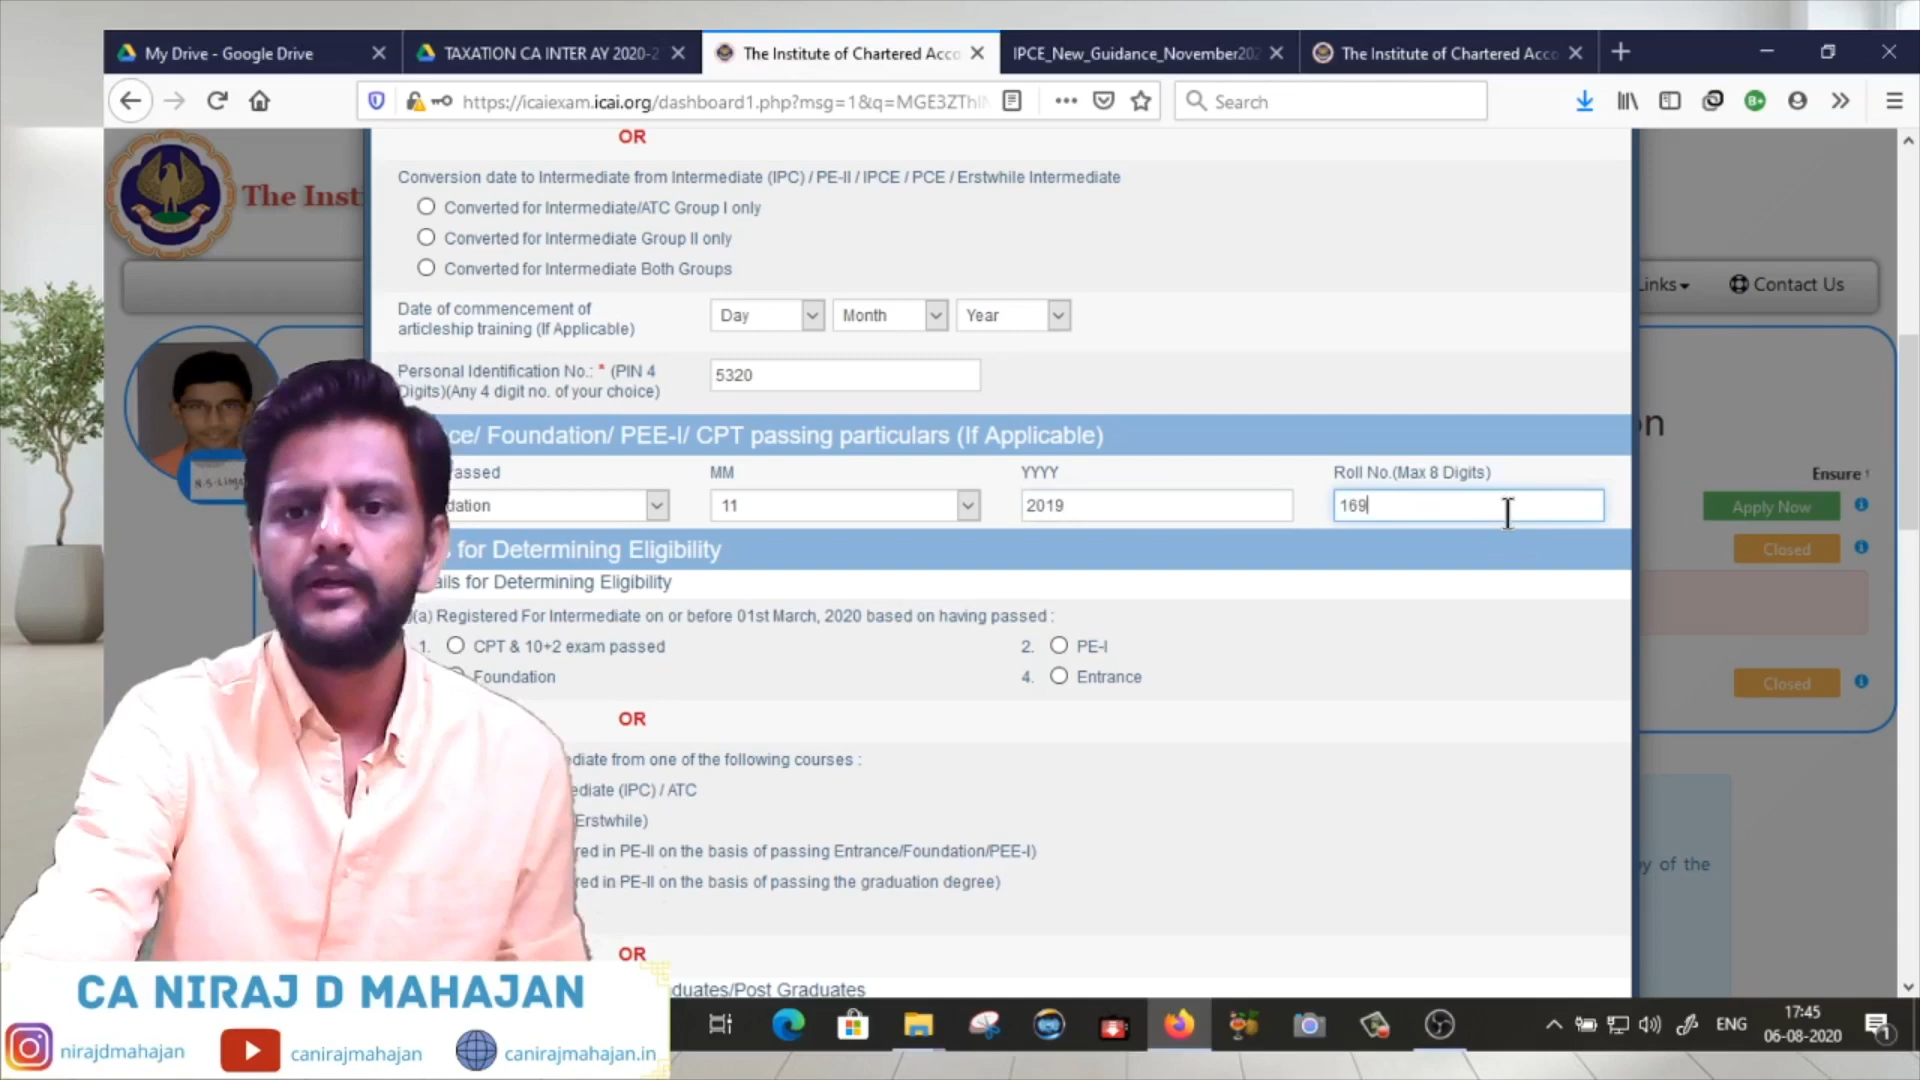 My Drive - Google Drive
TAXATION CA INTER AY 2020-2
The Institute of Chartered Acco
IPCE_New_Guidance_November202
The Institute of Chartered Acco
https://icaiexam.icai.org/dashboard1.php?msg=1&q=MGE3ZThl
Search
The Inst
OR
Conversion date to Intermediate from Intermediate (IPC) / PE-II / IPCE / PCE / Erstwhile Intermediate
Converted for Intermediate/ATC Group I only
Converted for Intermediate Group II only
Converted for Intermediate Both Groups
Links
Contact Us
Date of commencement of
articleship training (If Applicable)
Day
Month
Year
Personal Identification No.: * (PIN 4
Digits)(Any 4 digit no. of your choice)
5320
ce/ Foundation/ PEE-I/ CPT passing particulars (If Applicable)
on
assed
MM
YYYY
Roll No.(Max 8 Digits)
Ensure
dation
11
2019
169
Apply Now
for Determining Eligibility
Closed
ails for Determining Eligibility
(a) Registered For Intermediate on or before 01st March, 2020 based on having passed :
1. CPT & 10+2 exam passed
2. PE-I
Foundation
4. Entrance
Closed
OR
ediate from one of the following courses :
ediate (IPC) / ATC
Erstwhile)
red in PE-II on the basis of passing Entrance/Foundation/PEE-I)
y of the
red in PE-II on the basis of passing the graduation degree)
OR
duates/Post Graduates
CA NIRAJ D MAHAJAN
nirajdmahajan
canirajmahajan
canirajmahajan.in
ENG
17:45
06-08-2020
1